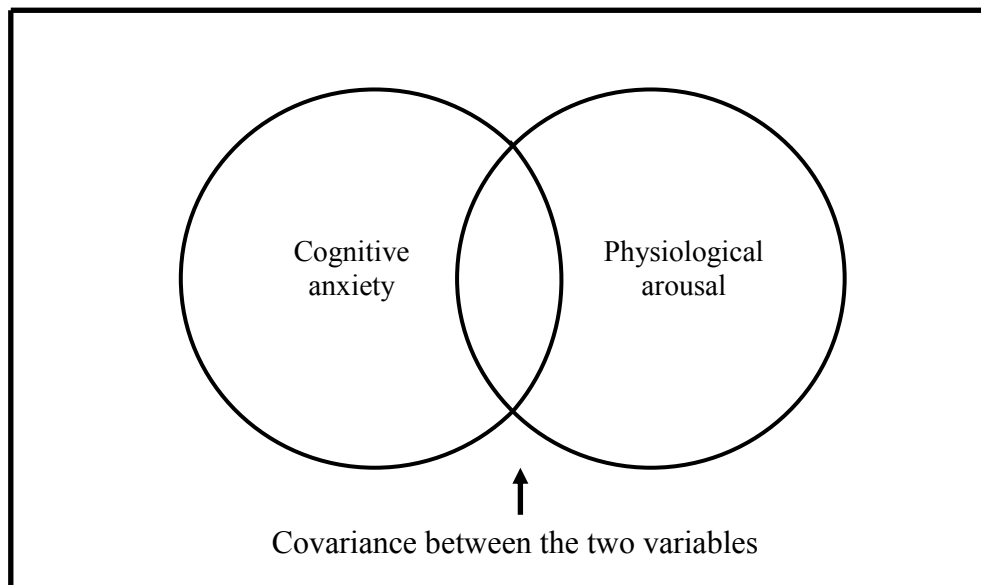 Cognitive
anxiety
Physiological
arousal
Covariance between the two variables